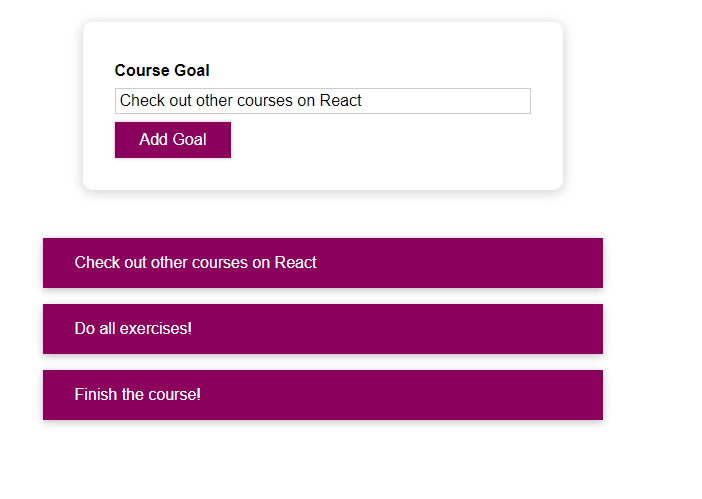 Course Goal
Check out other courses on React
Add Goal
Check out other courses on React
Do all exercises!
Finish the course!